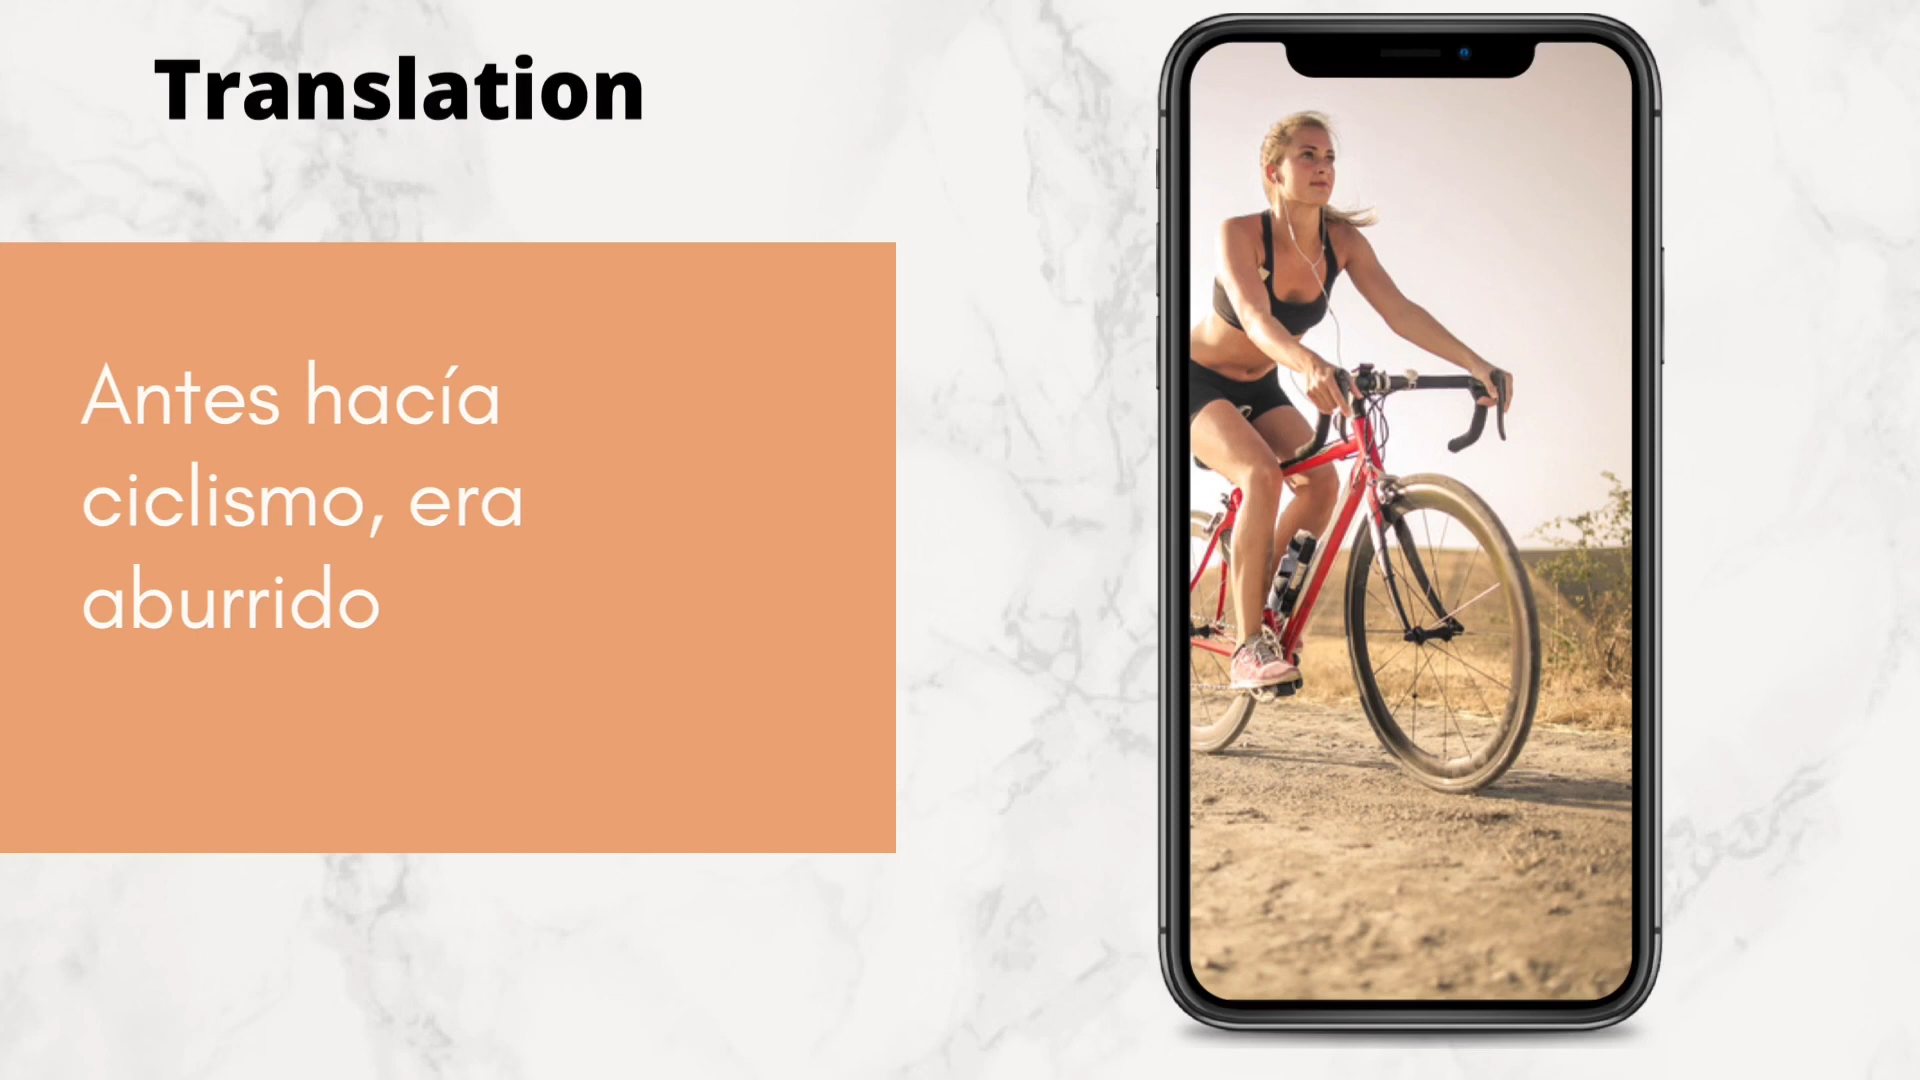 Translation
Antes hacía
ciclismo, era
aburrido